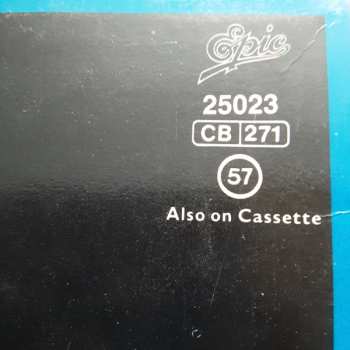 Epic
25023
CB 271
57
Also on Cassette